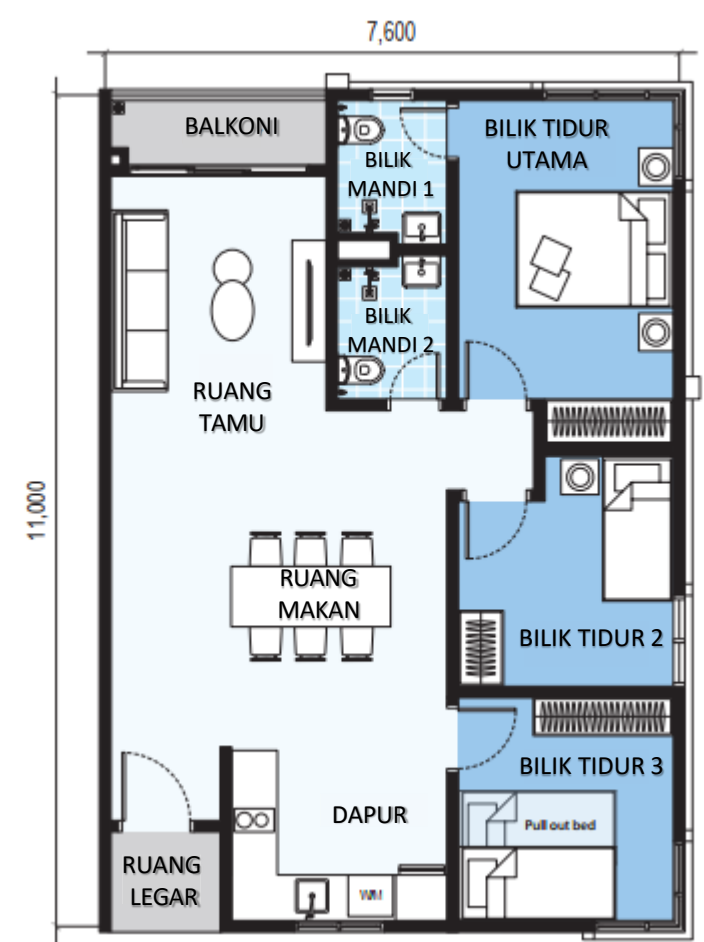 7,600
BALKONI
BILIK
MANDI 1
BILIK TIDUR
UTAMA
BILIK
MANDI 2
RUANG
TAMU
11,000
RUANG
MAKAN
BILIK TIDUR 2
BILIK TIDUR 3
DAPUR
Pull out bed
RUANG
LEGAR
WM